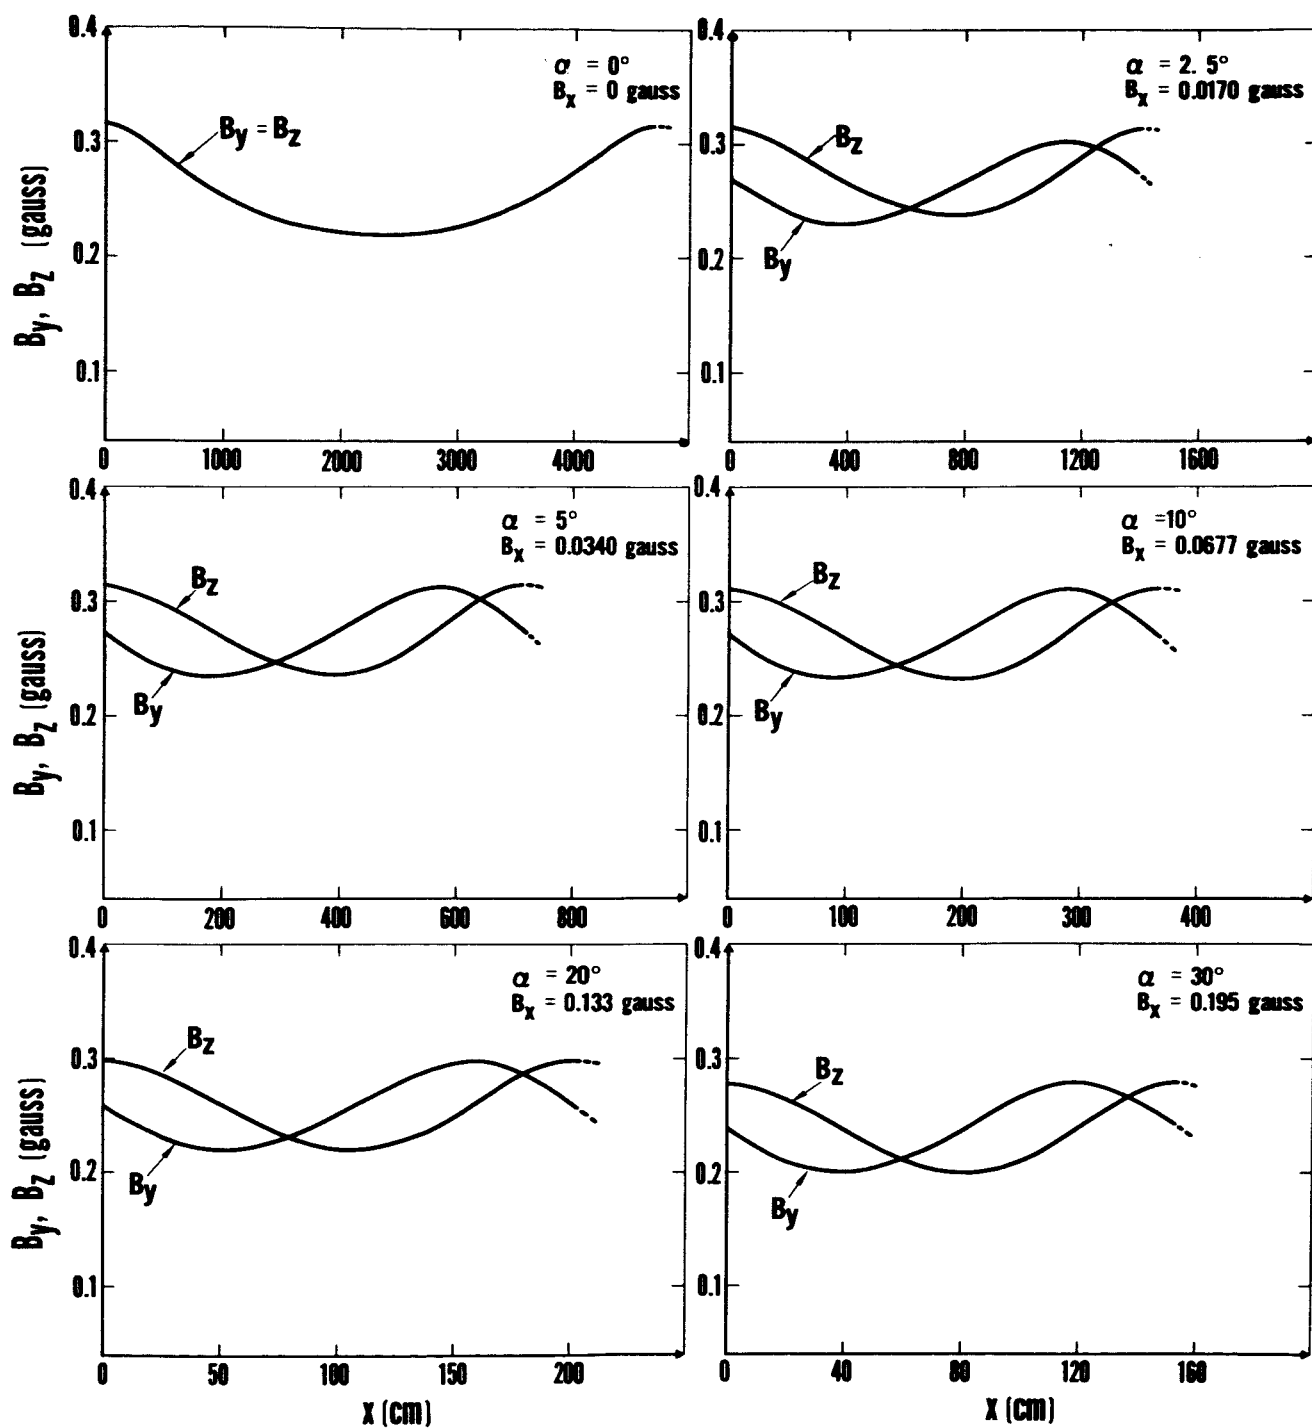 0.4
0.3
0.2
0.1
B_y, B_z (gauss)
α = 0°
B_x = 0 gauss
B_y = B_z
0 1000 2000 3000 4000
0.4
0.3
0.2
0.1
α = 2. 5°
B_x = 0.0170 gauss
B_z
B_y
0 400 800 1200 1600
0.4
0.3
0.2
0.1
B_y, B_z (gauss)
α = 5°
B_x = 0.0340 gauss
B_z
B_y
0 200 400 600 800
0.4
0.3
0.2
0.1
α =10°
B_x = 0.0677 gauss
B_z
B_y
0 100 200 300 400
0.4
0.3
0.2
0.1
B_y, B_z (gauss)
α = 20°
B_x = 0.133 gauss
B_z
B_y
0 50 100 150 200
X (cm)
0.4
0.3
0.2
0.1
α = 30°
B_x = 0.195 gauss
B_z
B_y
0 40 80 120 160
X (cm)